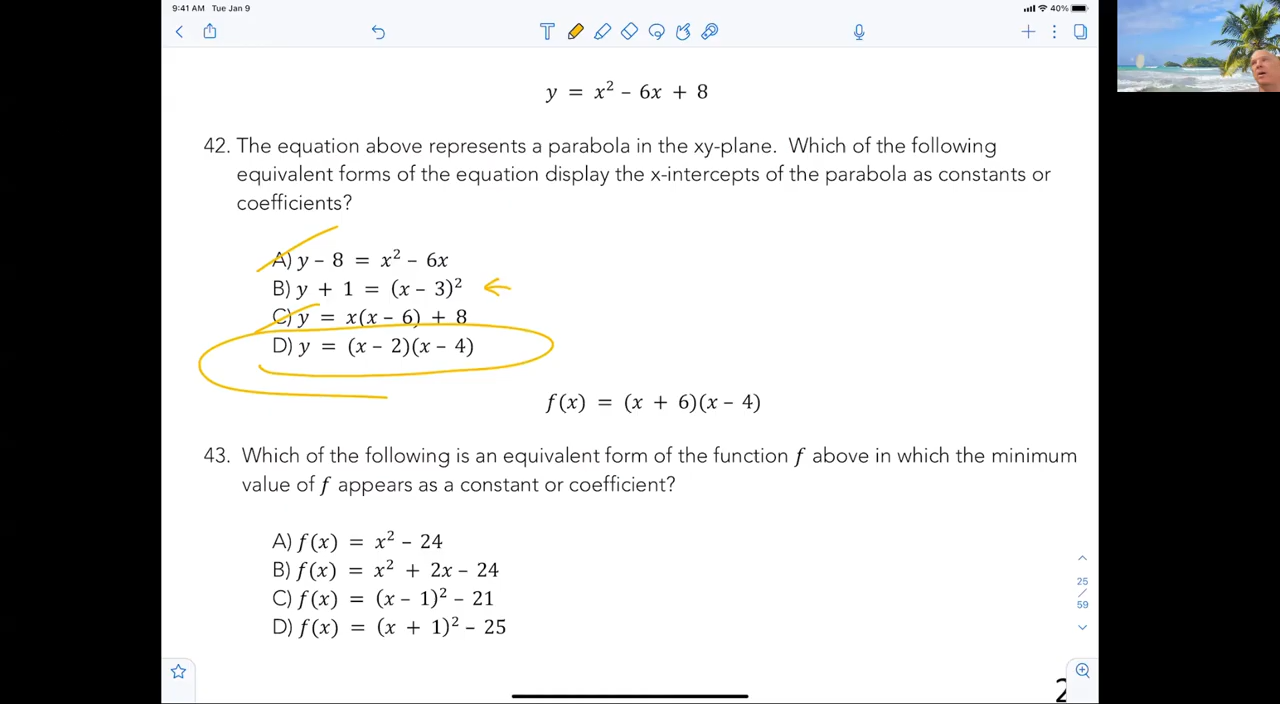 9:41 AM Tue Jan 9
40%
y = x² – 6x + 8
42. The equation above represents a parabola in the xy-plane. Which of the following
equivalent forms of the equation display the x-intercepts of the parabola as constants or
coefficients?
A) y – 8 = x² – 6x
B) y + 1 = (x – 3)²
C) y = x(x – 6) + 8
D) y = (x – 2)(x – 4)
f(x) = (x + 6)(x – 4)
43. Which of the following is an equivalent form of the function f above in which the minimum
value of f appears as a constant or coefficient?
A) f(x) = x² – 24
B) f(x) = x² + 2x – 24
C) f(x) = (x – 1)² – 21
D) f(x) = (x + 1)² – 25
25
/
59
2